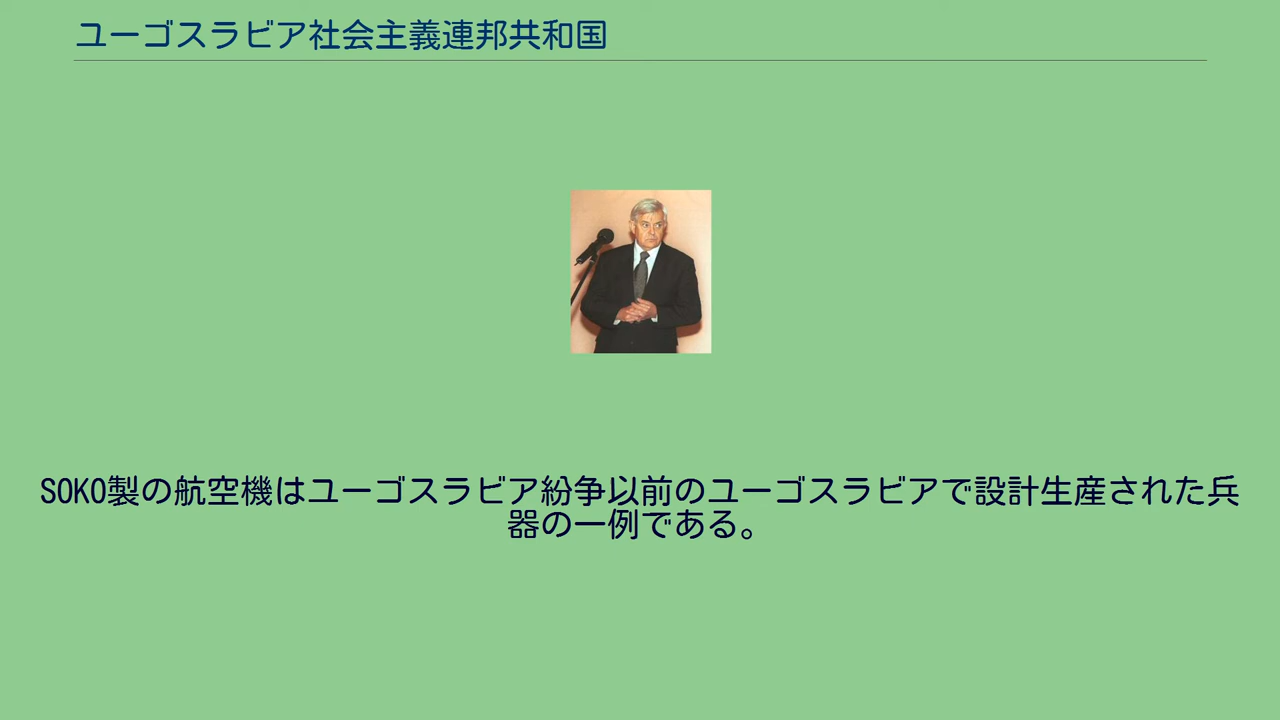 ユーゴスラビア社会主義連邦共和国
SOKO製の航空機はユーゴスラビア紛争以前のユーゴスラビアで設計生産された兵
器の一例である。